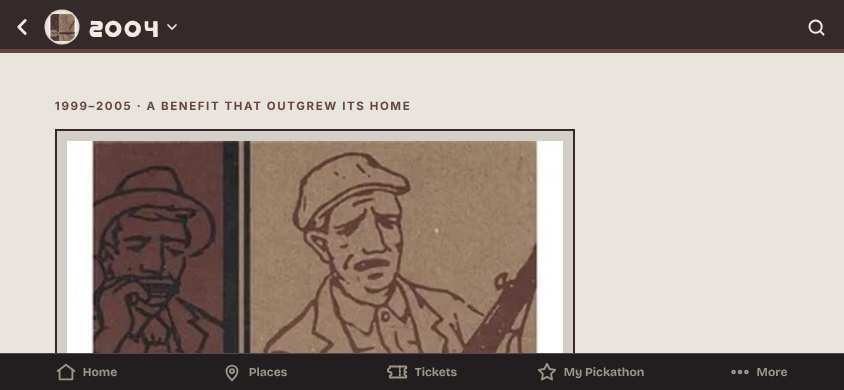 2004
1999–2005 · A BENEFIT THAT OUTGREW ITS HOME
Home
Places
Tickets
My Pickathon
More